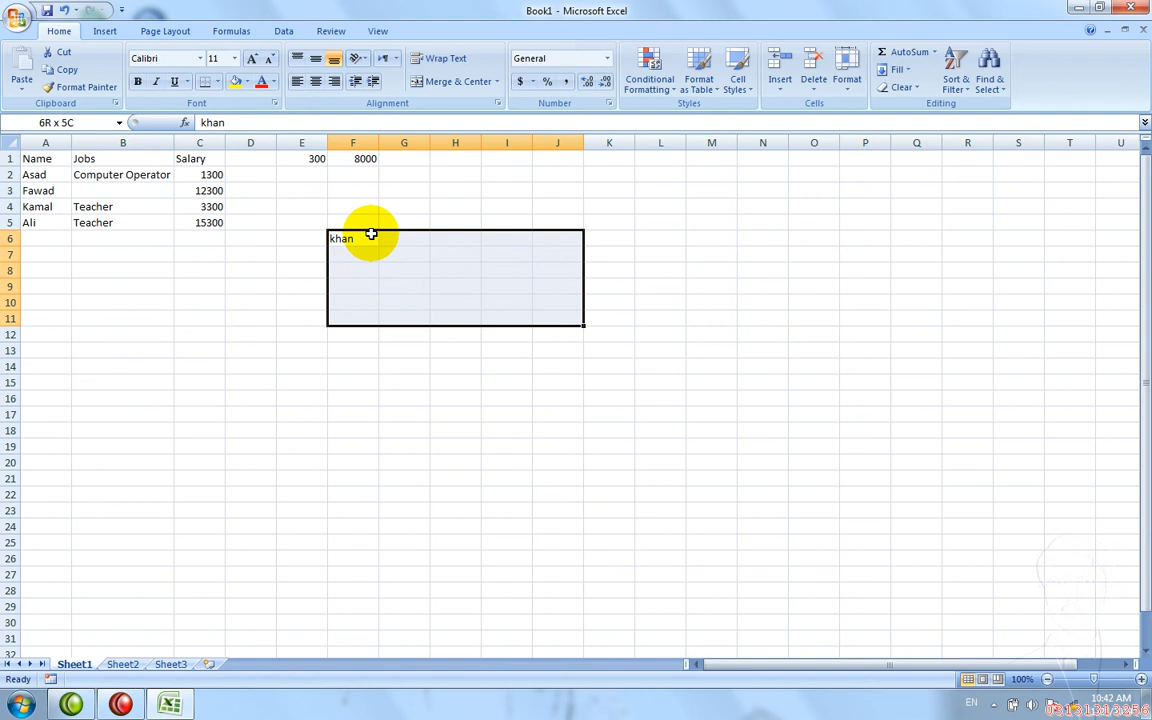 Book1 - Microsoft Excel
Home Insert Page Layout Formulas Data Review View
Paste
Cut
Copy
Format Painter
Clipboard
Calibri 11
B I U
Font
Wrap Text
Merge & Center
Alignment
General
$ % ,
Number
Conditional Formatting
Format as Table
Cell Styles
Styles
Insert
Delete
Format
Cells
AutoSum
Fill
Clear
Sort & Filter
Find & Select
Editing
6R x 5C fx khan
A B C D E F G H I J K L M N O P Q R S T U
1 Name Jobs Salary 300 8000
2 Asad Computer Operator 1300
3 Fawad 12300
4 Kamal Teacher 3300
5 Ali Teacher 15300
6 khan
7
8
9
10
11
12
13
14
15
16
17
18
19
20
21
22
23
24
25
26
27
28
29
30
31
32
Sheet1 Sheet2 Sheet3
Ready 100%
EN 10:42 AM